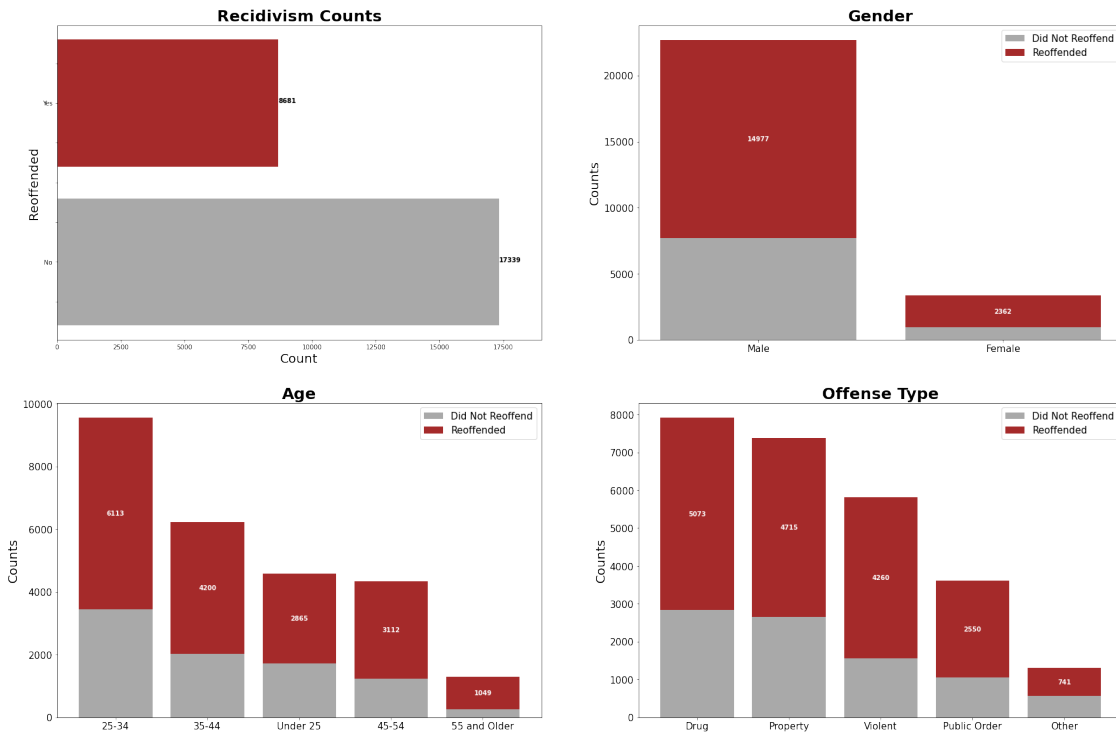 Recidivism Counts
Reoffended
Yes
No
8681
17339
0
2500
5000
7500
10000
12500
15000
17500
Count
Gender
Did Not Reoffend
Reoffended
Counts
20000
15000
10000
5000
0
14977
2362
Male
Female
Age
Did Not Reoffend
Reoffended
Counts
10000
8000
6000
4000
2000
0
6113
4200
2865
3112
1049
25-34
35-44
Under 25
45-54
55 and Older
Offense Type
Did Not Reoffend
Reoffended
Counts
8000
7000
6000
5000
4000
3000
2000
1000
0
5073
4715
4260
2550
741
Drug
Property
Violent
Public Order
Other